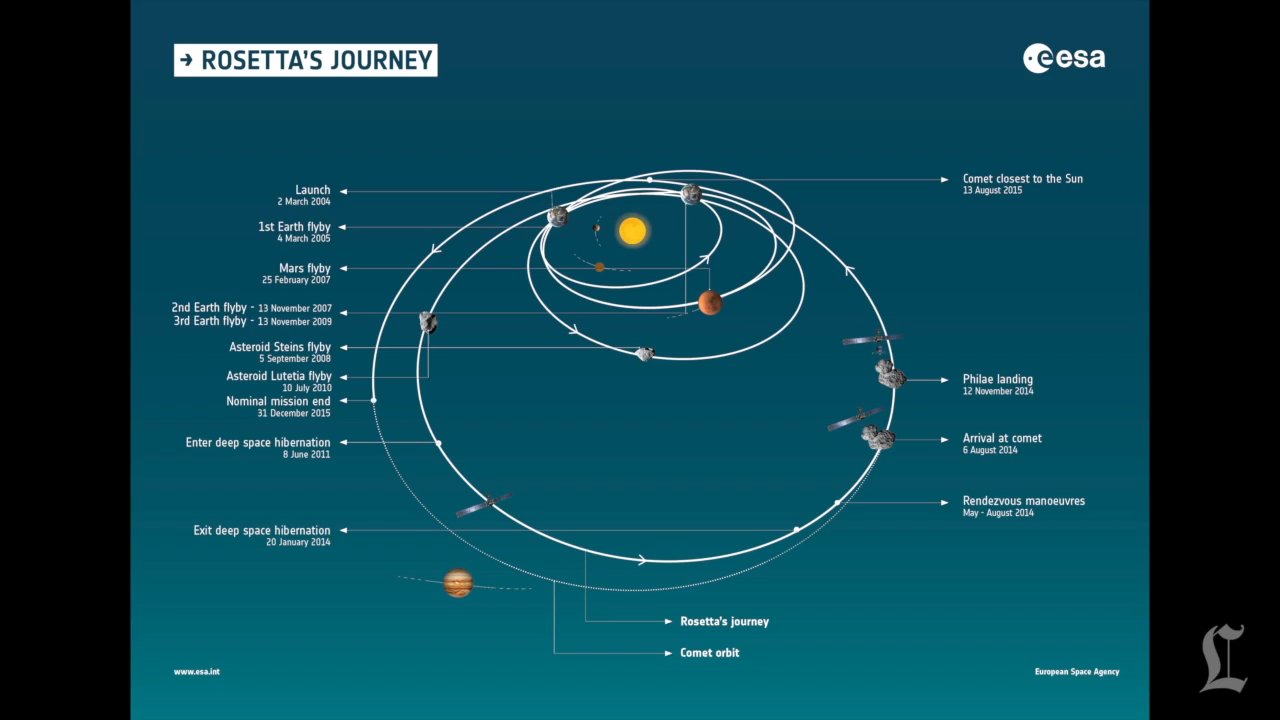 → ROSETTA'S JOURNEY
esa
Launch
2 March 2004
1st Earth flyby
4 March 2005
Mars flyby
25 February 2007
2nd Earth flyby - 13 November 2007
3rd Earth flyby - 13 November 2009
Asteroid Steins flyby
5 September 2008
Asteroid Lutetia flyby
10 July 2010
Nominal mission end
31 December 2015
Enter deep space hibernation
8 June 2011
Exit deep space hibernation
20 January 2014
Comet closest to the Sun
13 August 2015
Philae landing
12 November 2014
Arrival at comet
6 August 2014
Rendezvous manoeuvres
May - August 2014
Rosetta's journey
Comet orbit
www.esa.int
European Space Agency
L